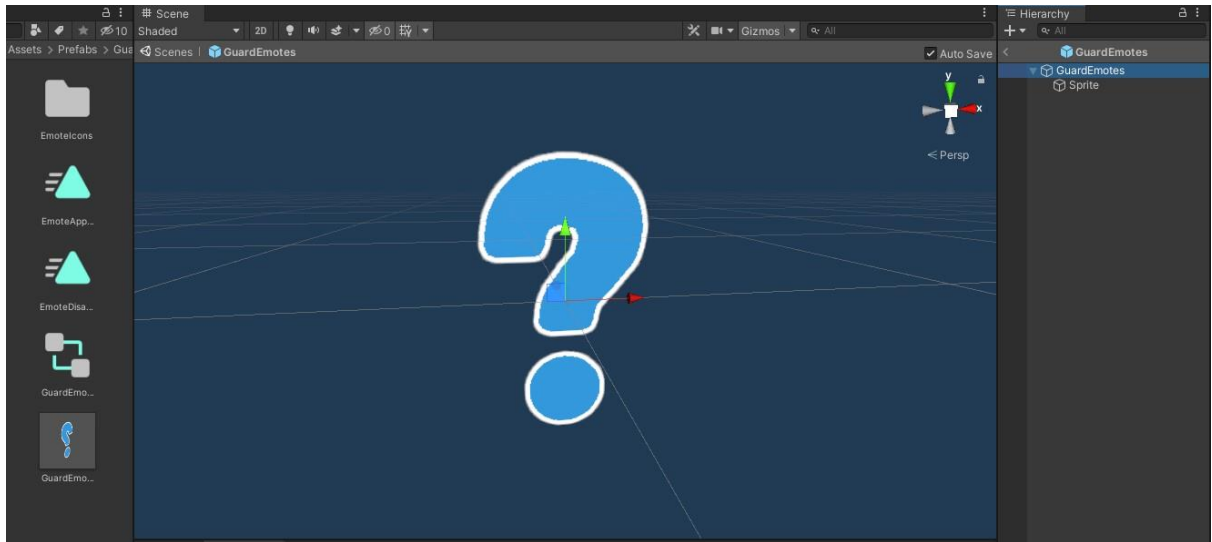 # Scene
10
Shaded
2D
0
Gizmos
All
Assets > Prefabs > Gua
Scenes | GuardEmotes
Auto Save
EmoteIcons
EmoteApp...
EmoteDisa...
GuardEmo...
GuardEmo...
y
x
< Persp
Hierarchy
All
GuardEmotes
GuardEmotes
Sprite